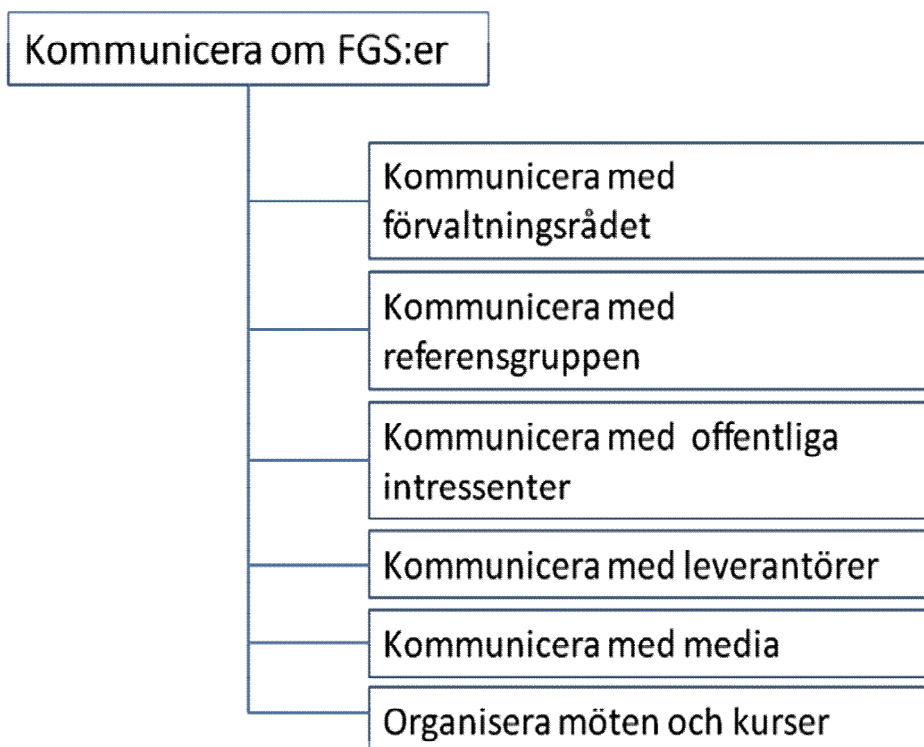 Kommunicera om FGS:er
Kommunicera med
förvaltningsrådet
Kommunicera med
referensgruppen
Kommunicera med offentliga
intressenter
Kommunicera med leverantörer
Kommunicera med media
Organisera möten och kurser